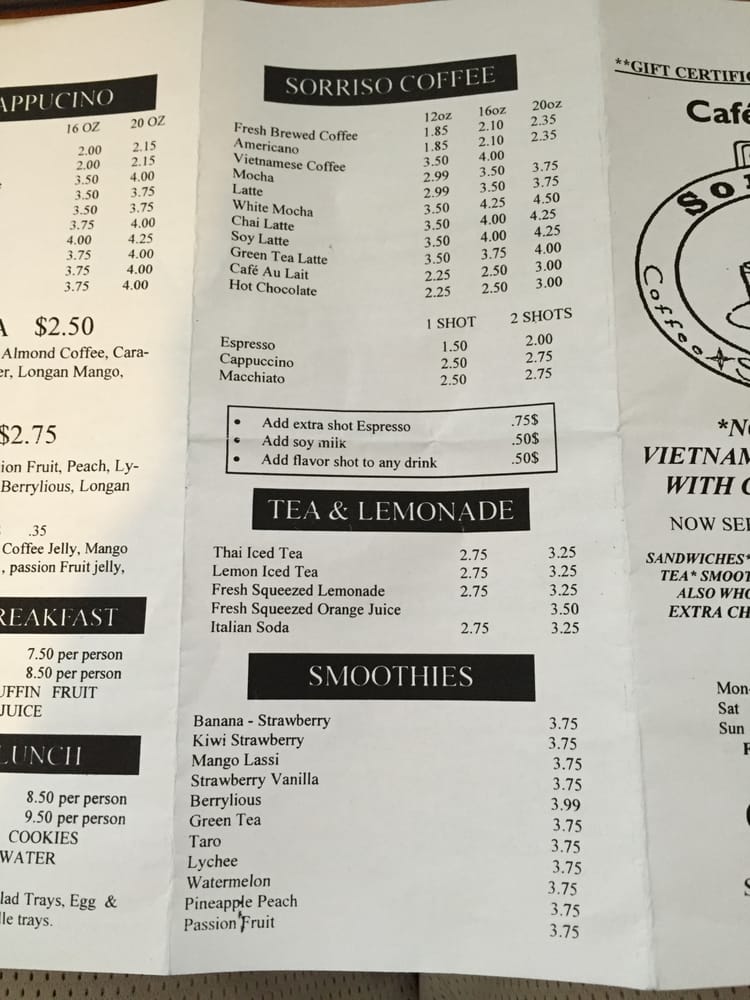 APPUCINO
16 OZ 20 OZ
2.00 2.15
2.00 2.15
3.50 4.00
3.50 3.75
3.50 3.75
3.75 4.00
4.00 4.25
3.75 4.00
3.75 4.00
3.75 4.00
A $2.50
Almond Coffee, Cara-
er, Longan Mango,
$2.75
ion Fruit, Peach, Ly-
Berrylious, Longan
.35
Coffee Jelly, Mango
, passion Fruit jelly,
REAKFAST
7.50 per person
8.50 per person
UFFIN FRUIT
JUICE
LUNCH
8.50 per person
9.50 per person
COOKIES
WATER
lad Trays, Egg &
lle trays.
SORRISO COFFEE
12oz 16oz 20oz
Fresh Brewed Coffee 1.85 2.10 2.35
Americano 1.85 2.10 2.35
Vietnamese Coffee 3.50 4.00
Mocha 2.99 3.50 3.75
Latte 2.99 3.50 3.75
White Mocha 3.50 4.25 4.50
Chai Latte 3.50 4.00 4.25
Soy Latte 3.50 4.00 4.25
Green Tea Latte 3.50 3.75 4.00
Café Au Lait 2.25 2.50 3.00
Hot Chocolate 2.25 2.50 3.00
1 SHOT 2 SHOTS
Espresso 1.50 2.00
Cappuccino 2.50 2.75
Macchiato 2.50 2.75
• Add extra shot Espresso .75$
• Add soy milk .50$
• Add flavor shot to any drink .50$
TEA & LEMONADE
Thai Iced Tea 2.75 3.25
Lemon Iced Tea 2.75 3.25
Fresh Squeezed Lemonade 2.75 3.25
Fresh Squeezed Orange Juice 3.50
Italian Soda 2.75 3.25
SMOOTHIES
Banana - Strawberry 3.75
Kiwi Strawberry 3.75
Mango Lassi 3.75
Strawberry Vanilla 3.75
Berrylious 3.99
Green Tea 3.75
Taro 3.75
Lychee 3.75
Watermelon 3.75
Pineapple Peach 3.75
Passion Fruit 3.75
**GIFT CERTIFIC
Café
So
Coffee
*N
VIETNAM
WITH
NOW SE
SANDWICHES*
TEA* SMOO
ALSO WHO
EXTRA CH
Mon-
Sat
Sun